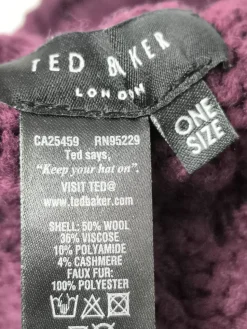 TED BAKER
LONDON
ONE
SIZE
CA25459 RN95229
Ted says,
"Keep your hat on".
VISIT TED@
www.tedbaker.com
SHELL: 50% WOOL
36% VISCOSE
10% POLYAMIDE
4% CASHMERE
FAUX FUR:
100% POLYESTER